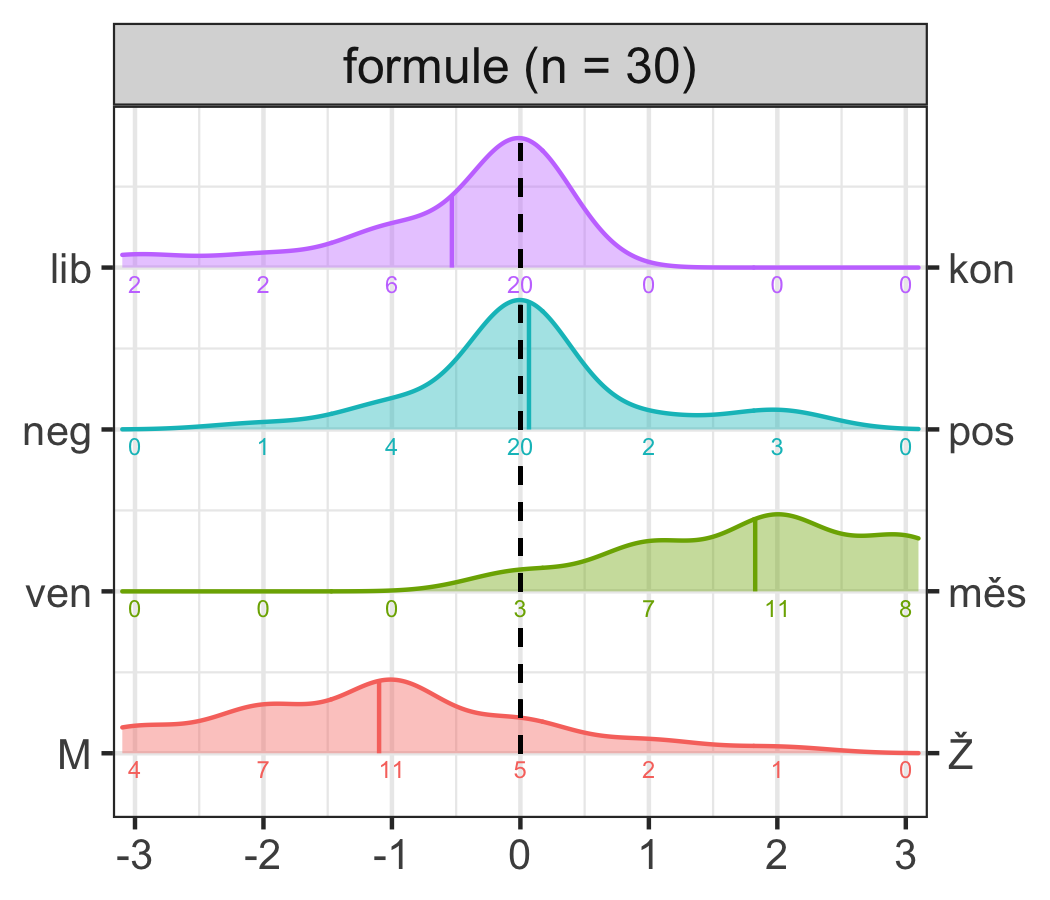 formule (n = 30)
lib kon
2 2 6 20 0 0 0
neg pos
0 1 4 20 2 3 0
ven měs
0 0 0 3 7 11 8
M Ž
4 7 11 5 2 1 0
-3 -2 -1 0 1 2 3